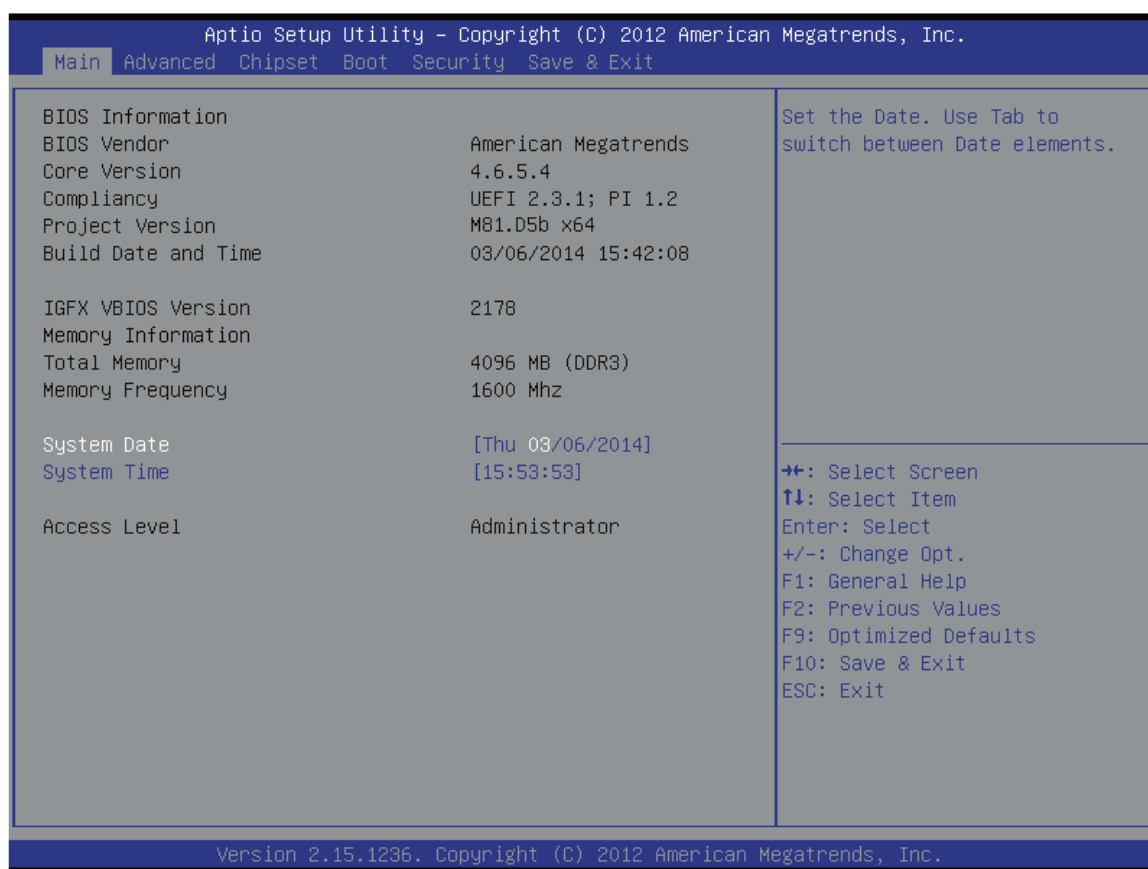 Aptio Setup Utility – Copyright (C) 2012 American Megatrends, Inc.
Main Advanced Chipset Boot Security Save & Exit
BIOS Information
BIOS Vendor American Megatrends
Core Version 4.6.5.4
Compliancy UEFI 2.3.1; PI 1.2
Project Version M81.D5b x64
Build Date and Time 03/06/2014 15:42:08
IGFX VBIOS Version 2178
Memory Information
Total Memory 4096 MB (DDR3)
Memory Frequency 1600 Mhz
System Date [Thu 03/06/2014]
System Time [15:53:53]
Access Level Administrator
Set the Date. Use Tab to
switch between Date elements.
→←: Select Screen
↑↓: Select Item
Enter: Select
+/-: Change Opt.
F1: General Help
F2: Previous Values
F9: Optimized Defaults
F10: Save & Exit
ESC: Exit
Version 2.15.1236. Copyright (C) 2012 American Megatrends, Inc.